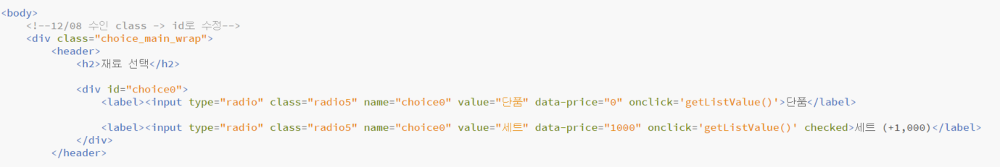 <body>
<!--12/08 수인 class -> id로 수정-->
<div class="choice_main_wrap">
<header>
<h2>재료 선택</h2>
<div id="choice0">
<label><input type="radio" class="radio5" name="choice0" value="단품" data-price="0" onclick='getListValue()'>단품</label>
<label><input type="radio" class="radio5" name="choice0" value="세트" data-price="1000" onclick='getListValue()' checked>세트 (+1,000)</label>
</div>
</header>